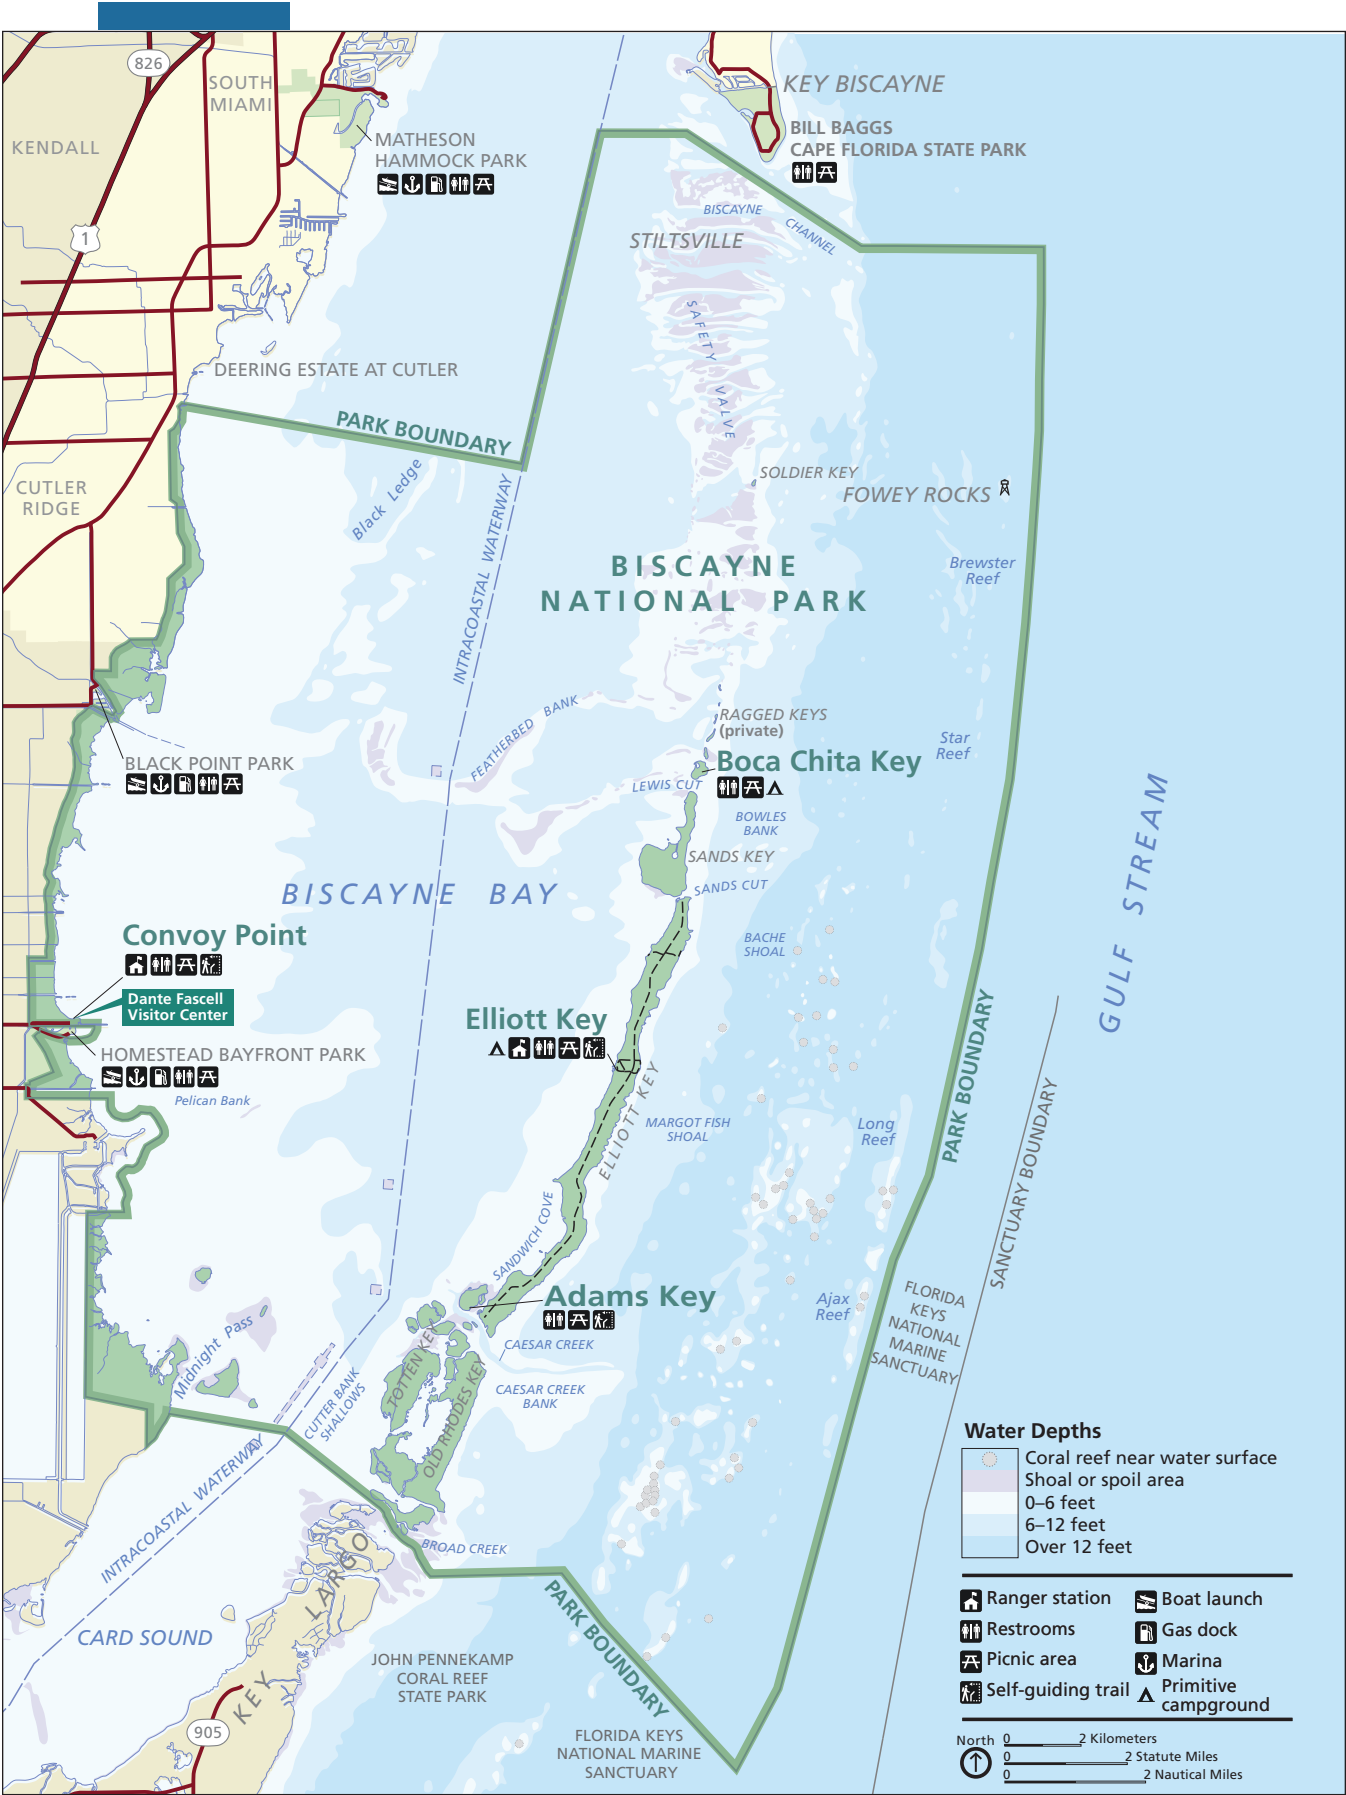 826
SOUTH
MIAMI
KENDALL
1
MATHESON
HAMMOCK PARK
KEY BISCAYNE
BILL BAGGS
CAPE FLORIDA STATE PARK
BISCAYNE
CHANNEL
STILTSVILLE
SAFETY VALVE
DEERING ESTATE AT CUTLER
PARK BOUNDARY
Black Ledge
INTRACOASTAL WATERWAY
CUTLER
RIDGE
SOLDIER KEY
FOWEY ROCKS
BISCAYNE
NATIONAL PARK
Brewster
Reef
FEATHERBED BANK
RAGGED KEYS
(private)
Star
Reef
Boca Chita Key
BLACK POINT PARK
LEWIS CUT
BOWLES
BANK
SANDS KEY
SANDS CUT
BISCAYNE BAY
GULF STREAM
Convoy Point
BACHE
SHOAL
Dante Fascell
Visitor Center
Elliott Key
HOMESTEAD BAYFRONT PARK
Pelican Bank
ELLIOTT KEY
MARGOT FISH
SHOAL
Long
Reef
PARK BOUNDARY
SANCTUARY BOUNDARY
SANDWICH COVE
Adams Key
Ajax
Reef
FLORIDA
KEYS
NATIONAL
MARINE
SANCTUARY
Midnight Pass
TOTTEN KEY
CAESAR CREEK
CAESAR CREEK
BANK
CUTTER BANK
SHALLOWS
OLD RHODES KEY
INTRACOASTAL WATERWAY
BROAD CREEK
KEY LARGO
CARD SOUND
PARK BOUNDARY
JOHN PENNEKAMP
CORAL REEF
STATE PARK
905
FLORIDA KEYS
NATIONAL MARINE
SANCTUARY
Water Depths
Coral reef near water surface
Shoal or spoil area
0–6 feet
6–12 feet
Over 12 feet
Ranger station
Restrooms
Picnic area
Self-guiding trail
Boat launch
Gas dock
Marina
Primitive
campground
North
0 2 Kilometers
0 2 Statute Miles
0 2 Nautical Miles